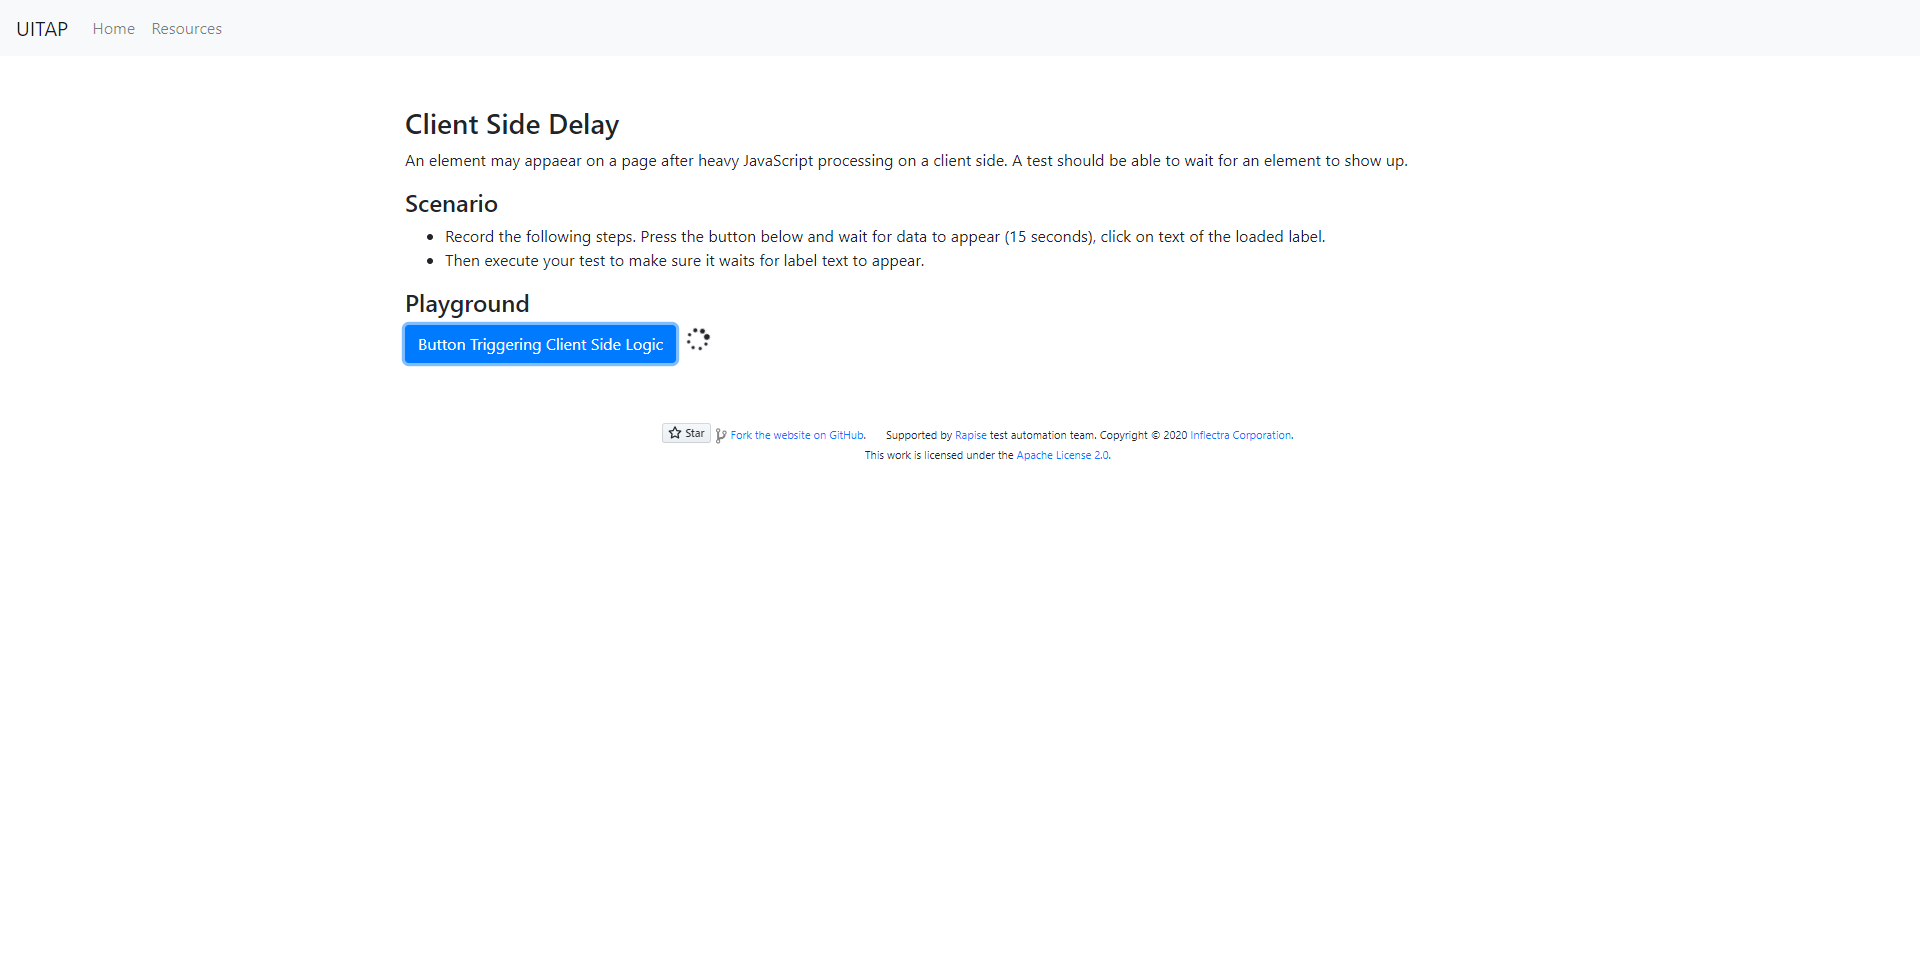 UITAP Home Resources
Client Side Delay
An element may appaear on a page after heavy JavaScript processing on a client side. A test should be able to wait for an element to show up.
Scenario
Record the following steps. Press the button below and wait for data to appear (15 seconds), click on text of the loaded label.
Then execute your test to make sure it waits for label text to appear.
Playground
Button Triggering Client Side Logic
Star Fork the website on GitHub. Supported by Rapise test automation team. Copyright © 2020 Inflectra Corporation.
This work is licensed under the Apache License 2.0.